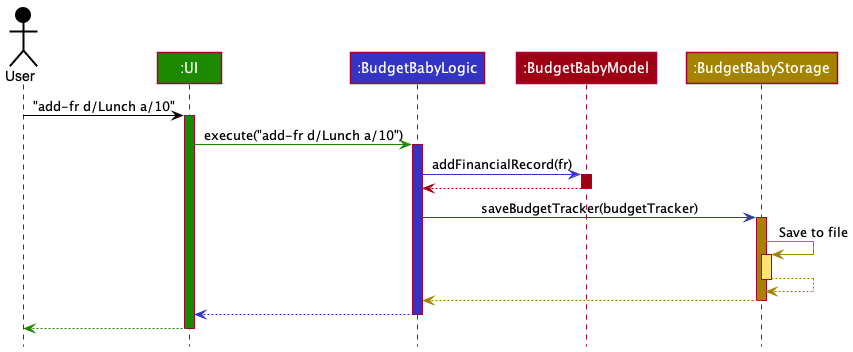 User
:UI
:BudgetBabyLogic
:BudgetBabyModel
:BudgetBabyStorage
"add-fr d/Lunch a/10"
execute("add-fr d/Lunch a/10")
addFinancialRecord(fr)
saveBudgetTracker(budgetTracker)
Save to file